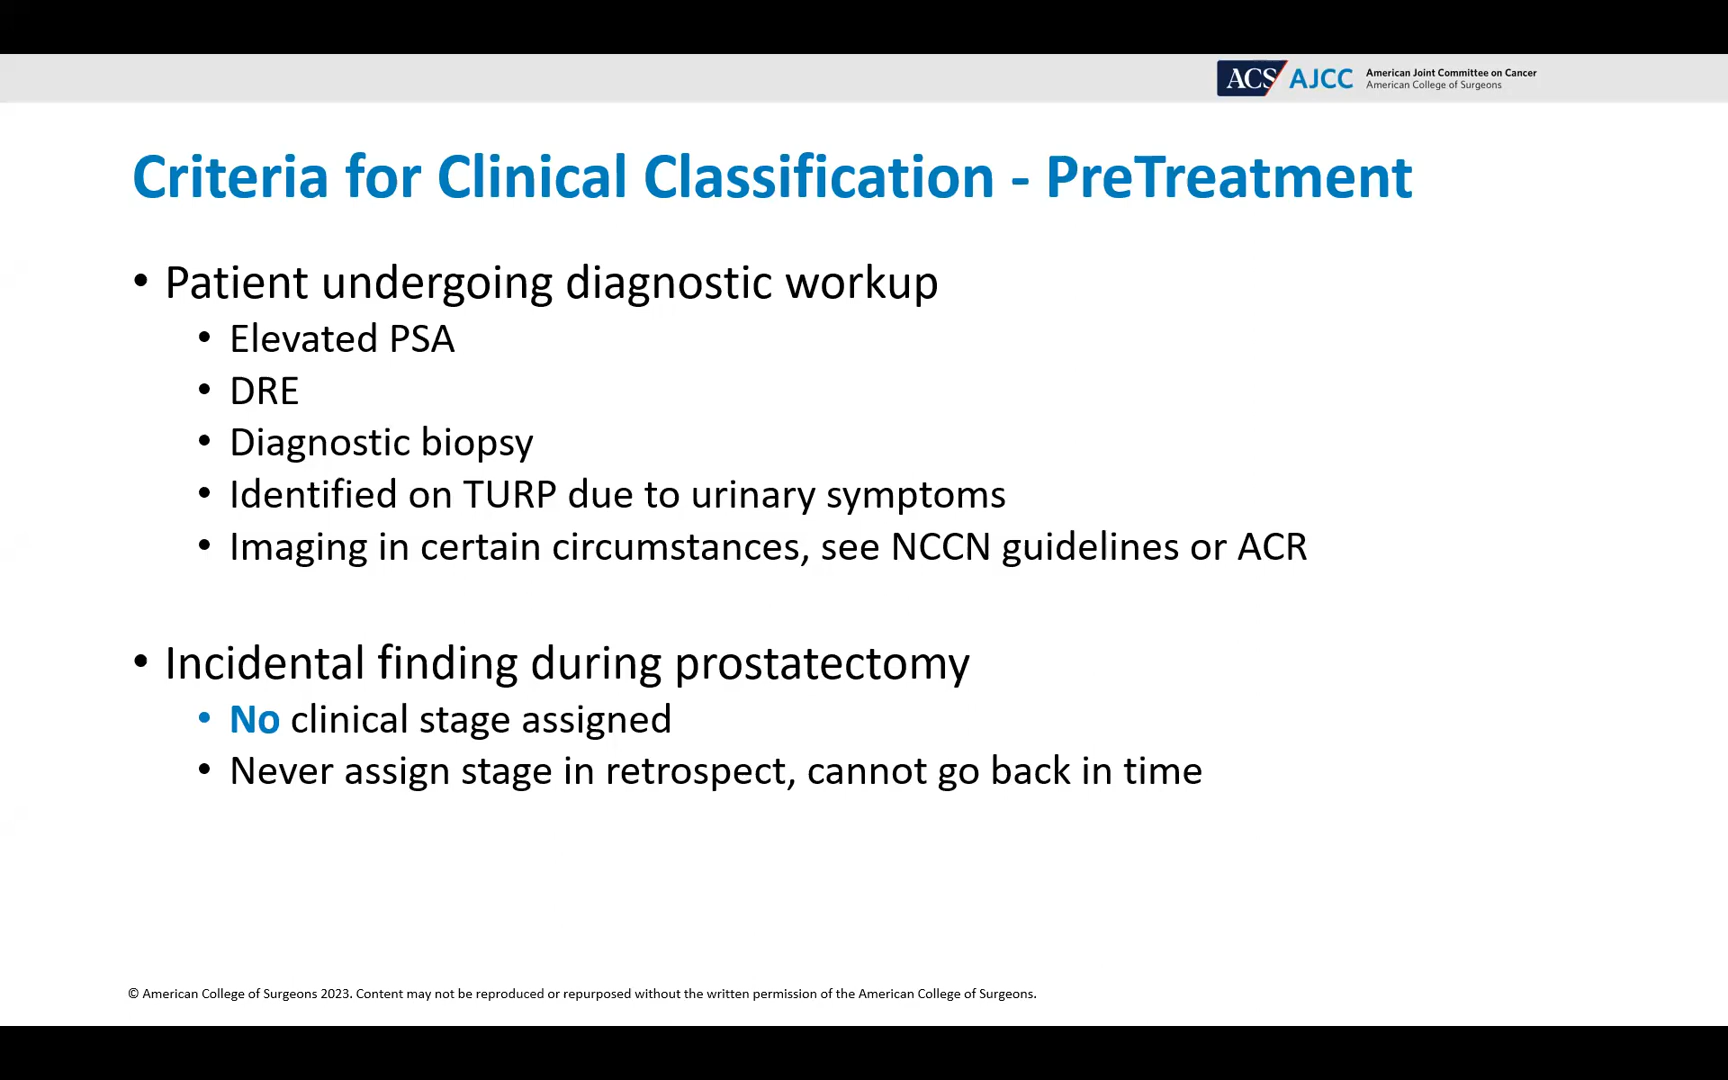 ACS AJCC American Joint Committee on Cancer
American College of Surgeons
Criteria for Clinical Classification - PreTreatment
• Patient undergoing diagnostic workup
• Elevated PSA
• DRE
• Diagnostic biopsy
• Identified on TURP due to urinary symptoms
• Imaging in certain circumstances, see NCCN guidelines or ACR
• Incidental finding during prostatectomy
• No clinical stage assigned
• Never assign stage in retrospect, cannot go back in time
© American College of Surgeons 2023. Content may not be reproduced or repurposed without the written permission of the American College of Surgeons.